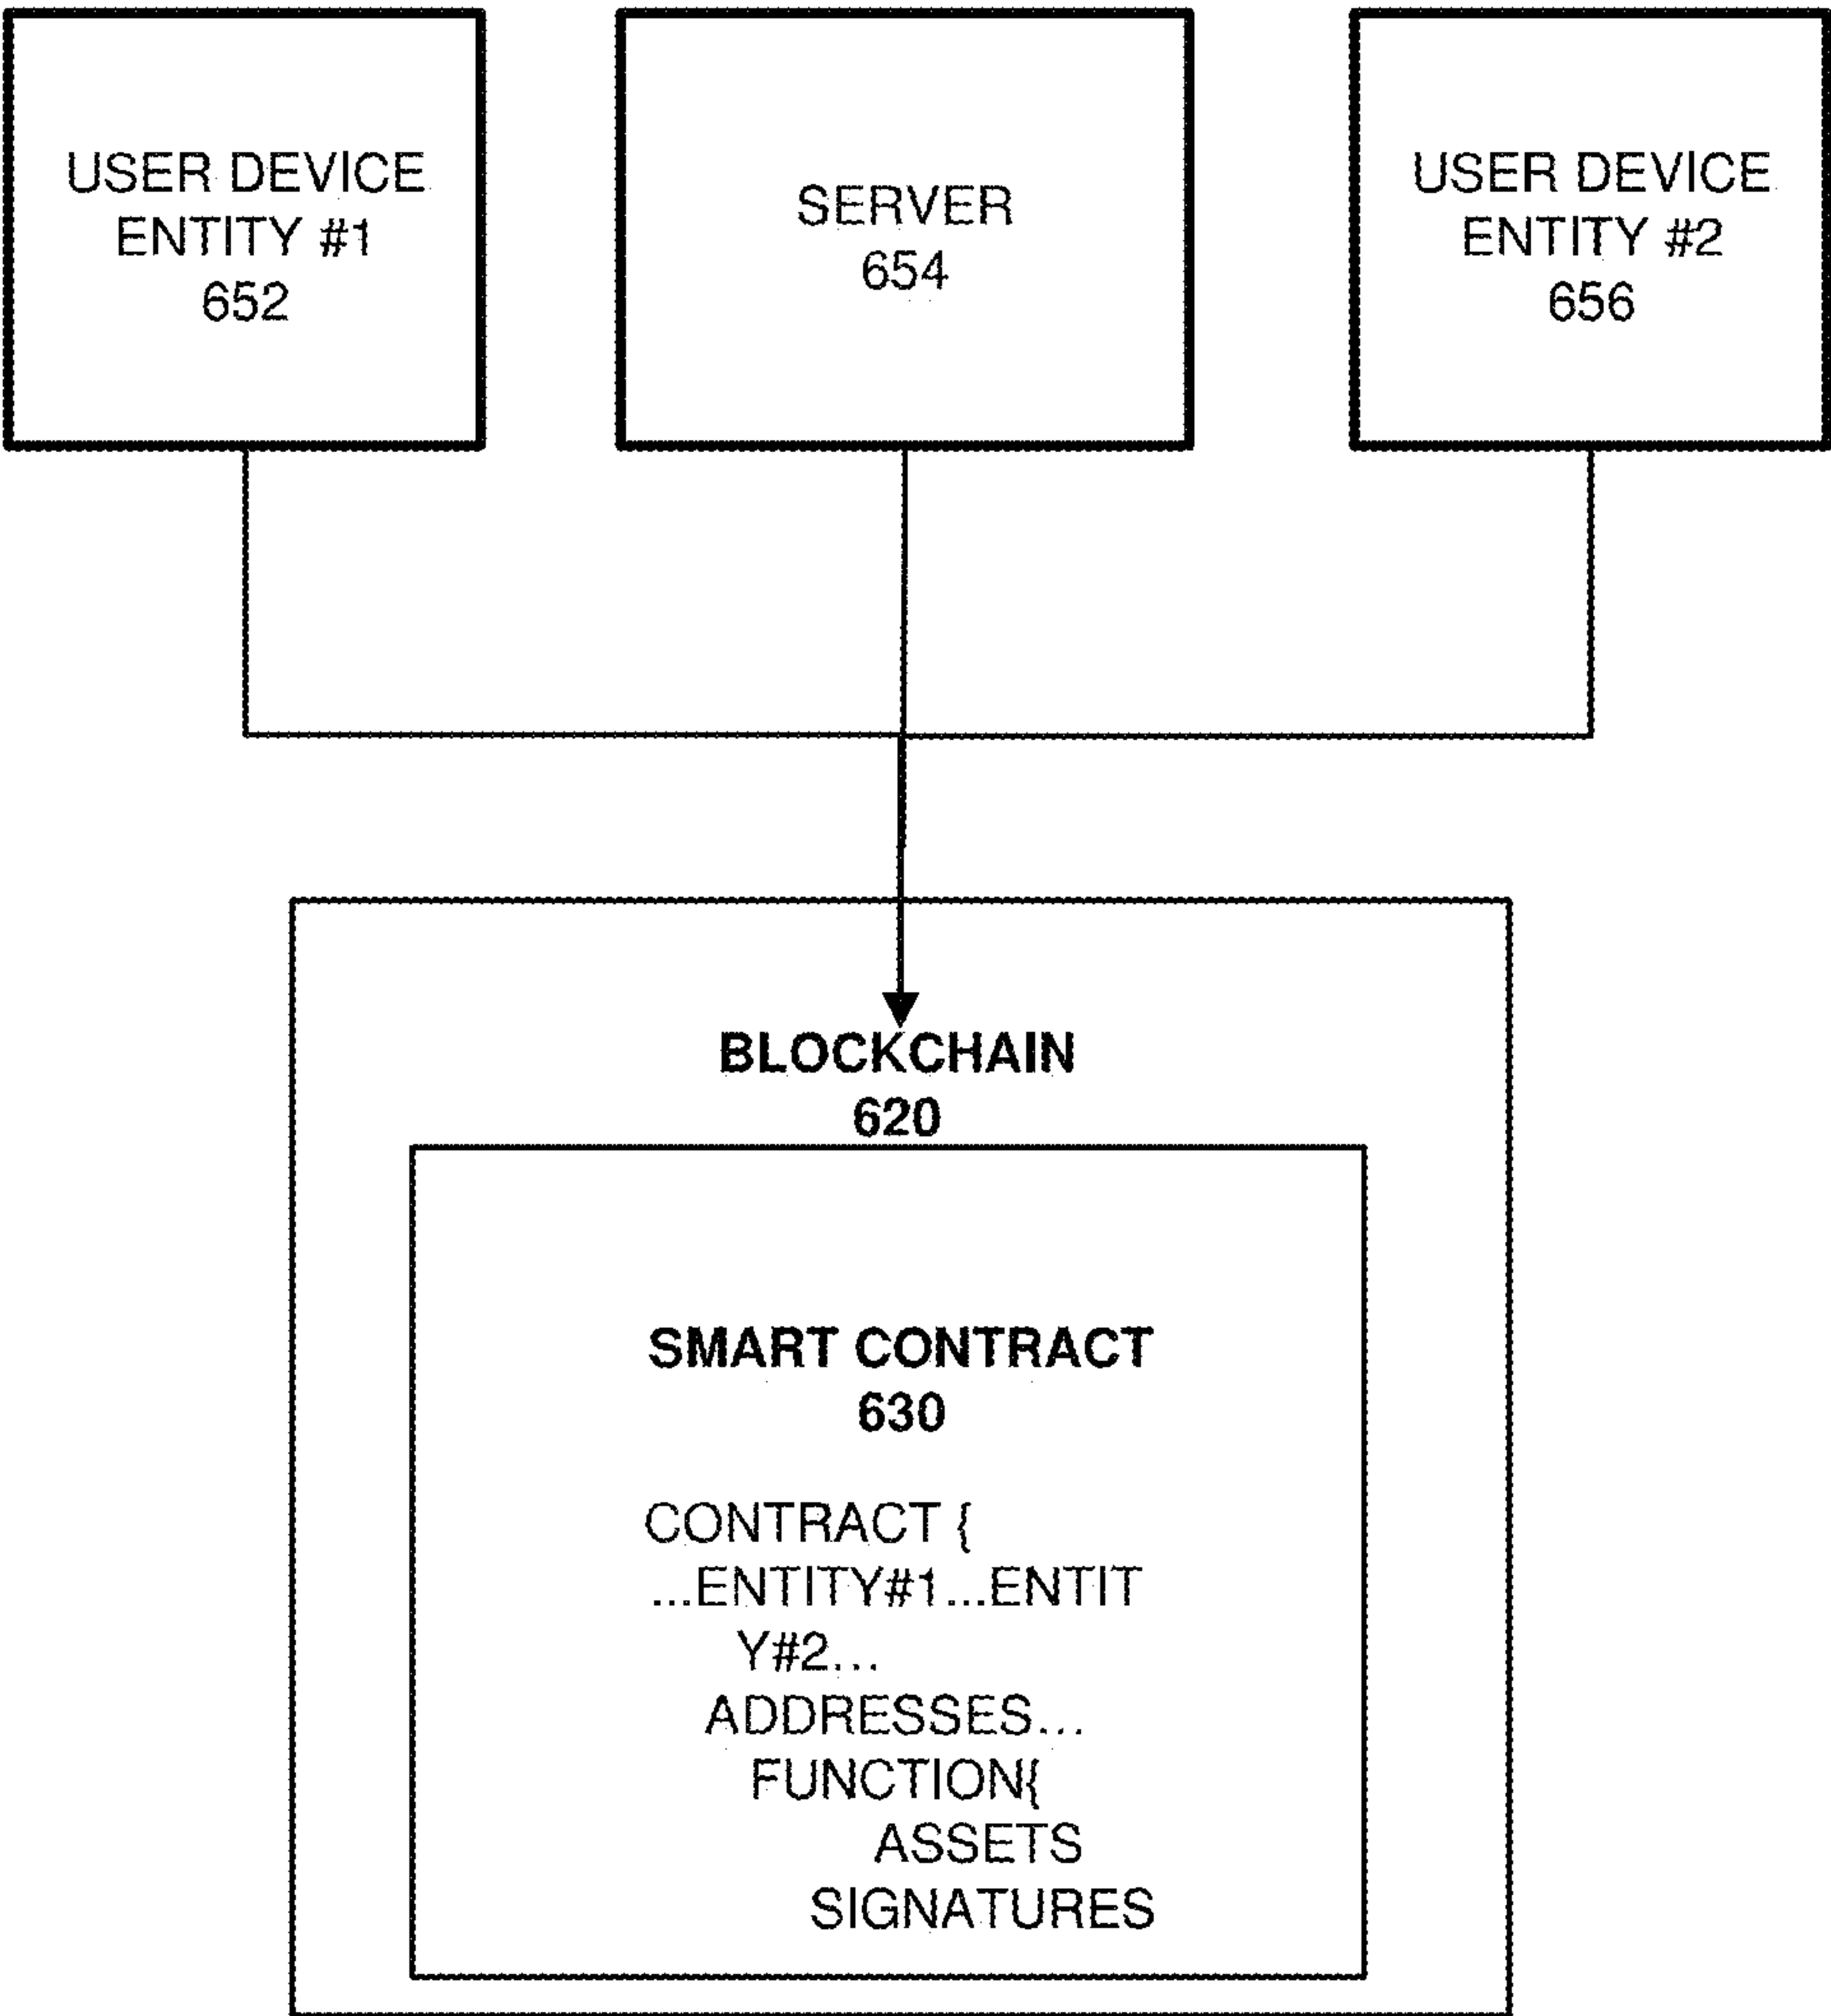 USER DEVICE
ENTITY #1
652
SERVER
654
USER DEVICE
ENTITY #2
656
BLOCKCHAIN
620
SMART CONTRACT
630
CONTRACT {
...ENTITY#1...ENTIT
Y#2...
ADDRESSES...
FUNCTION{
ASSETS
SIGNATURES